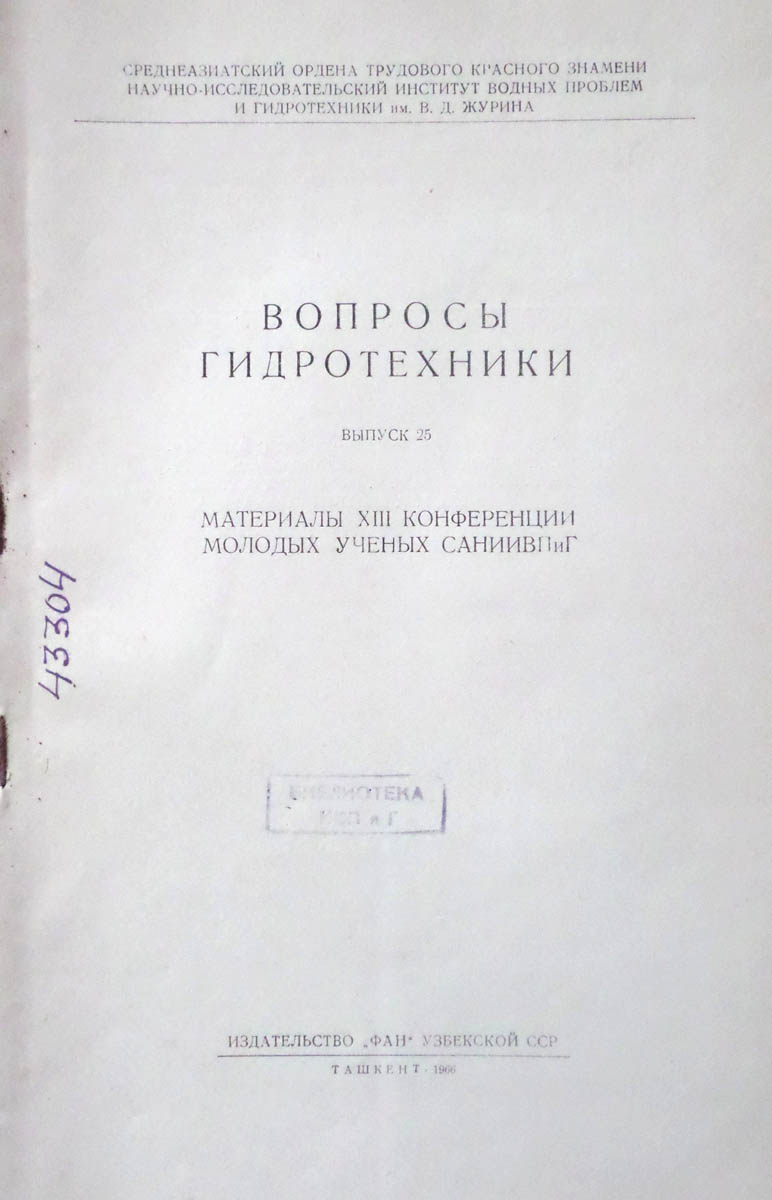 СРЕДНЕАЗИАТСКИЙ ОРДЕНА ТРУДОВОГО КРАСНОГО ЗНАМЕНИ
НАУЧНО-ИССЛЕДОВАТЕЛЬСКИЙ ИНСТИТУТ ВОДНЫХ ПРОБЛЕМ
И ГИДРОТЕХНИКИ им. В. Д. ЖУРИНА
ВОПРОСЫ
ГИДРОТЕХНИКИ
ВЫПУСК 25
МАТЕРИАЛЫ XIII КОНФЕРЕНЦИИ
МОЛОДЫХ УЧЕНЫХ САНИИВПиГ
43304
БИБЛИОТЕКА
и Г
ИЗДАТЕЛЬСТВО „ФАН" УЗБЕКСКОЙ ССР
ТАШКЕНТ · 1966